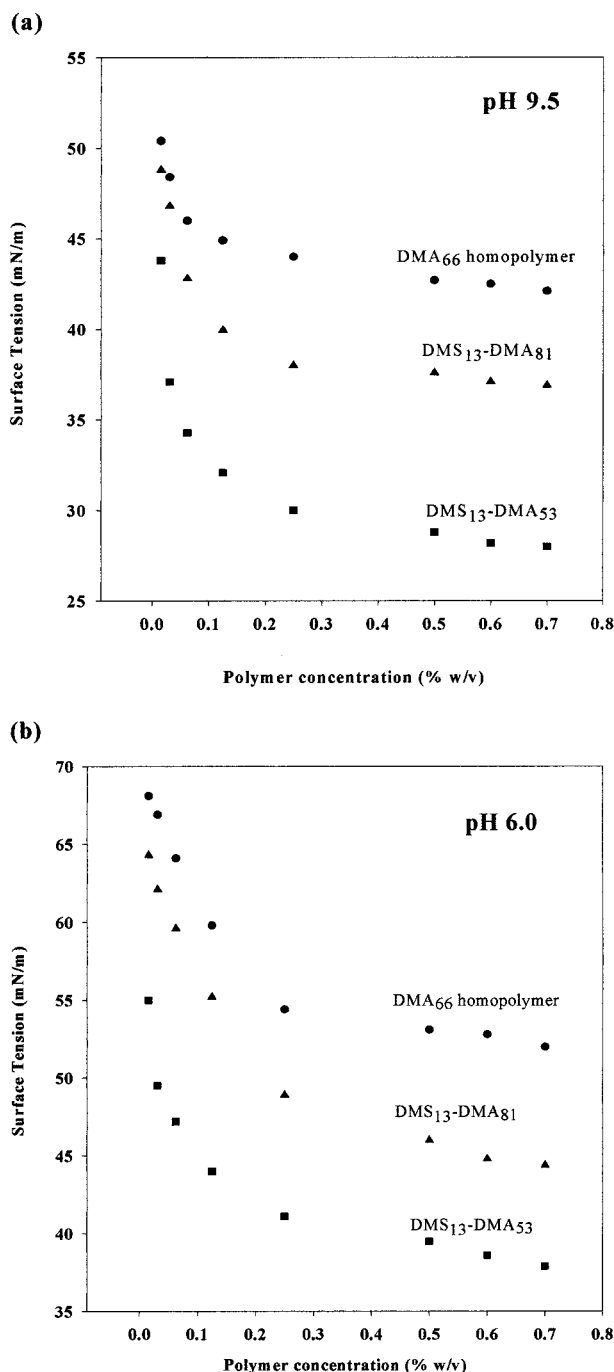 (a)
55
50
45
40
35
30
25
Surface Tension (mN/m)
pH 9.5
DMA66 homopolymer
DMS13-DMA81
DMS13-DMA53
0.0 0.1 0.2 0.3 0.4 0.5 0.6 0.7 0.8
Polymer concentration (% w/v)
(b)
70
65
60
55
50
45
40
35
Surface Tension (mN/m)
pH 6.0
DMA66 homopolymer
DMS13-DMA81
DMS13-DMA53
0.0 0.1 0.2 0.3 0.4 0.5 0.6 0.7 0.8
Polymer concentration (% w/v)